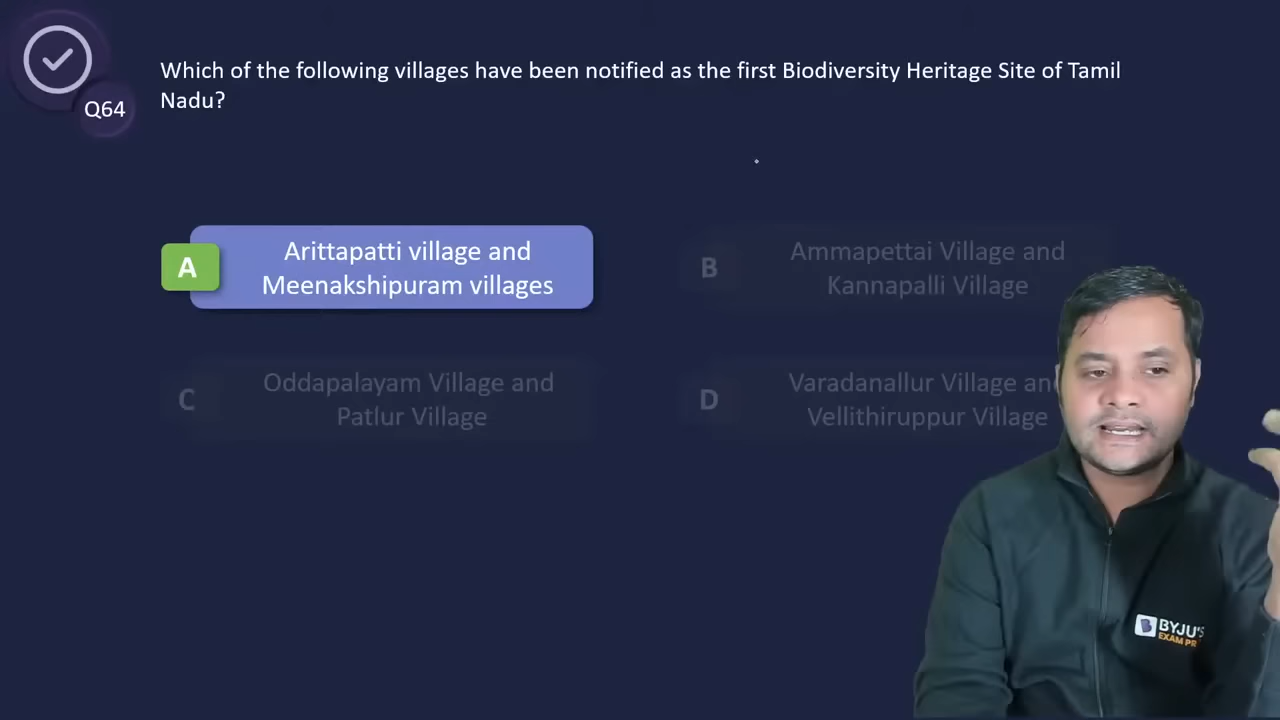 Q64
Which of the following villages have been notified as the first Biodiversity Heritage Site of Tamil
Nadu?
A
Arittapatti village and
Meenakshipuram villages
B
Ammapettai Village and
Kannapalli Village
C
Oddapalayam Village and
Patlur Village
D
Varadanallur Village and
Vellithiruppur Village
BYJU'S
EXAM